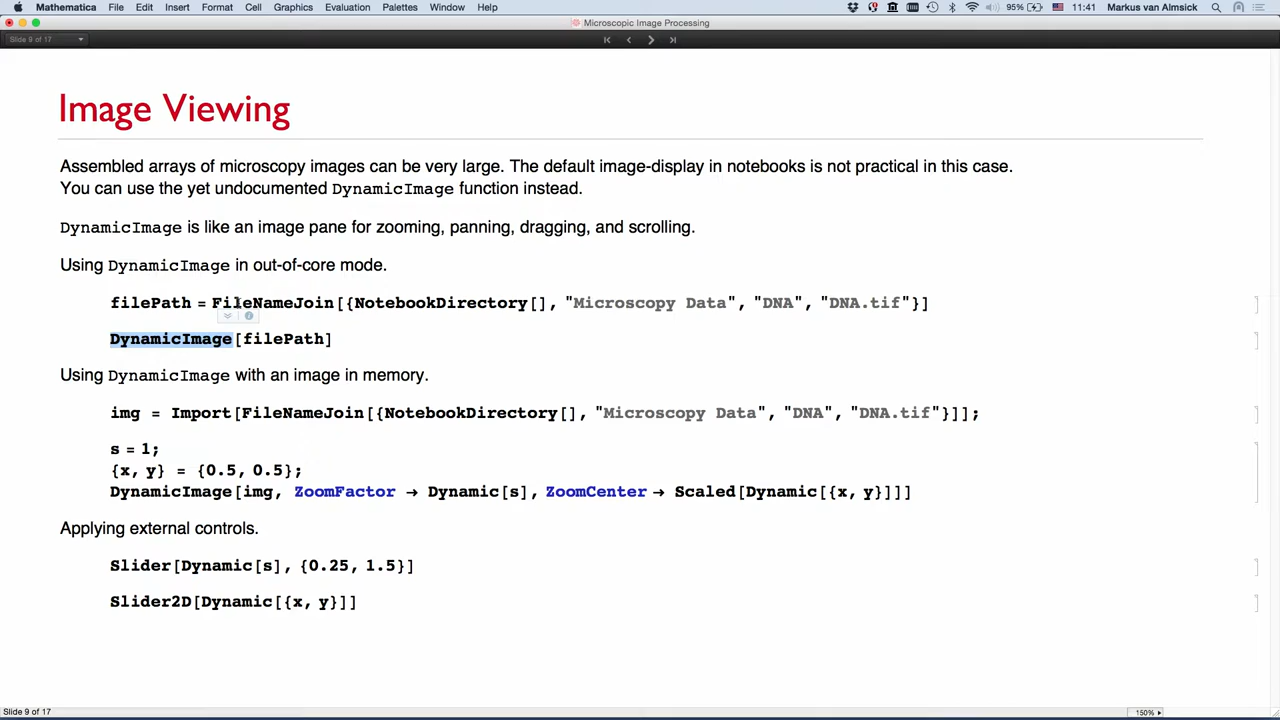 Mathematica File Edit Insert Format Cell Graphics Evaluation Palettes Window Help 95% 11:41 Markus van Almsick
Microscopic Image Processing
Slide 9 of 17
Image Viewing
Assembled arrays of microscopy images can be very large. The default image-display in notebooks is not practical in this case.
You can use the yet undocumented DynamicImage function instead.
DynamicImage is like an image pane for zooming, panning, dragging, and scrolling.
Using DynamicImage in out-of-core mode.
filePath = FileNameJoin[{NotebookDirectory[], "Microscopy Data", "DNA", "DNA.tif"}]
DynamicImage[filePath]
Using DynamicImage with an image in memory.
img = Import[FileNameJoin[{NotebookDirectory[], "Microscopy Data", "DNA", "DNA.tif"}]];
s = 1;
{x, y} = {0.5, 0.5};
DynamicImage[img, ZoomFactor → Dynamic[s], ZoomCenter → Scaled[Dynamic[{x, y}]]]
Applying external controls.
Slider[Dynamic[s], {0.25, 1.5}]
Slider2D[Dynamic[{x, y}]]
Slide 9 of 17
150%